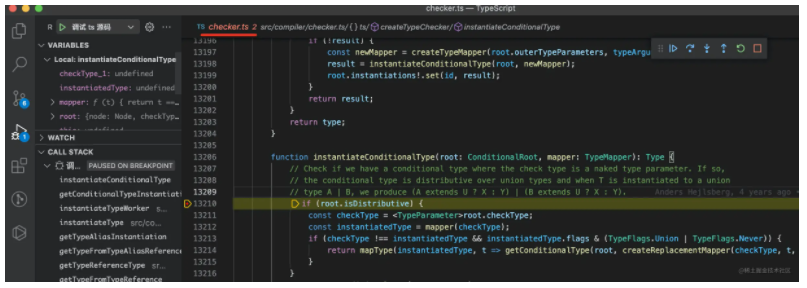 checker.ts — TypeScript
R ▷ 调试 ts 源码
TS checker.ts 2 src/compiler/checker.ts/ { } ts/ createTypeChecker/ instantiateConditionalType
VARIABLES
Local: instantiateConditionalType
checkType_1: undefined
instantiatedType: undefined
mapper: ƒ (t) { return t ==…
root: {node: Node, checkTyp…
WATCH
CALL STACK
调… PAUSED ON BREAKPOINT
instantiateConditionalType
getConditionalTypeInstantiat
instantiateTypeWorker s…
instantiateType src/co…
getTypeAliasInstantiation
getTypeFromTypeAliasReference
getTypeReferenceType sr…
getTypeFromTypeReference
6
1
13196 if (!result) {
13197 const newMapper = createTypeMapper(root.outerTypeParameters, typeArgu
13198 result = instantiateConditionalType(root, newMapper);
13199 root.instantiations!.set(id, result);
13200 }
13201 return result;
13202 }
13203 return type;
13204 }
13205
13206 function instantiateConditionalType(root: ConditionalRoot, mapper: TypeMapper): Type {
13207 // Check if we have a conditional type where the check type is a naked type parameter. If so,
13208 // the conditional type is distributive over union types and when T is instantiated to a union
13209 // type A | B, we produce (A extends U ? X : Y) | (B extends U ? X : Y). Anders Hejlsberg, 4 years ago •
13210 if (root.isDistributive) {
13211 const checkType = <TypeParameter>root.checkType;
13212 const instantiatedType = mapper(checkType);
13213 if (checkType !== instantiatedType && instantiatedType.flags & (TypeFlags.Union | TypeFlags.Never)) {
13214 return mapType(instantiatedType, t => getConditionalType(root, createReplacementMapper(checkType, t,
13215 }
13216 }
@稀土掘金技术社区